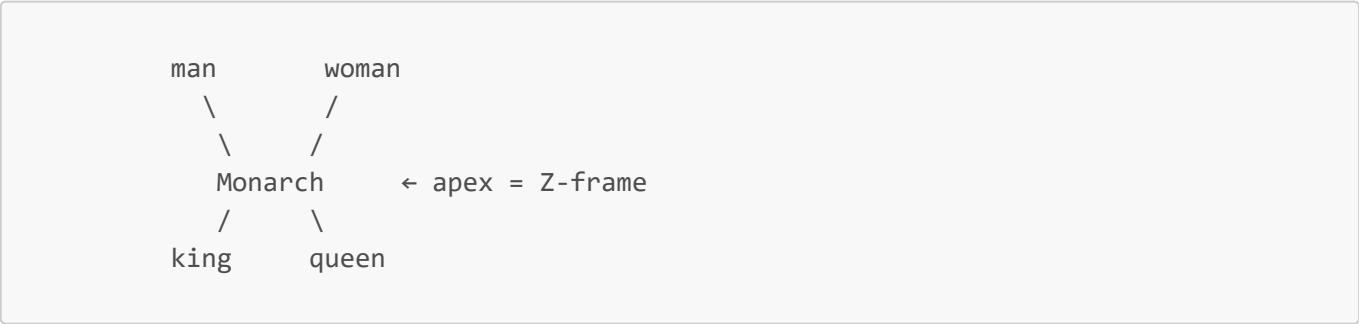 man       woman
  \       /
   \     /
   Monarch     ← apex = Z-frame
   /     \
king     queen